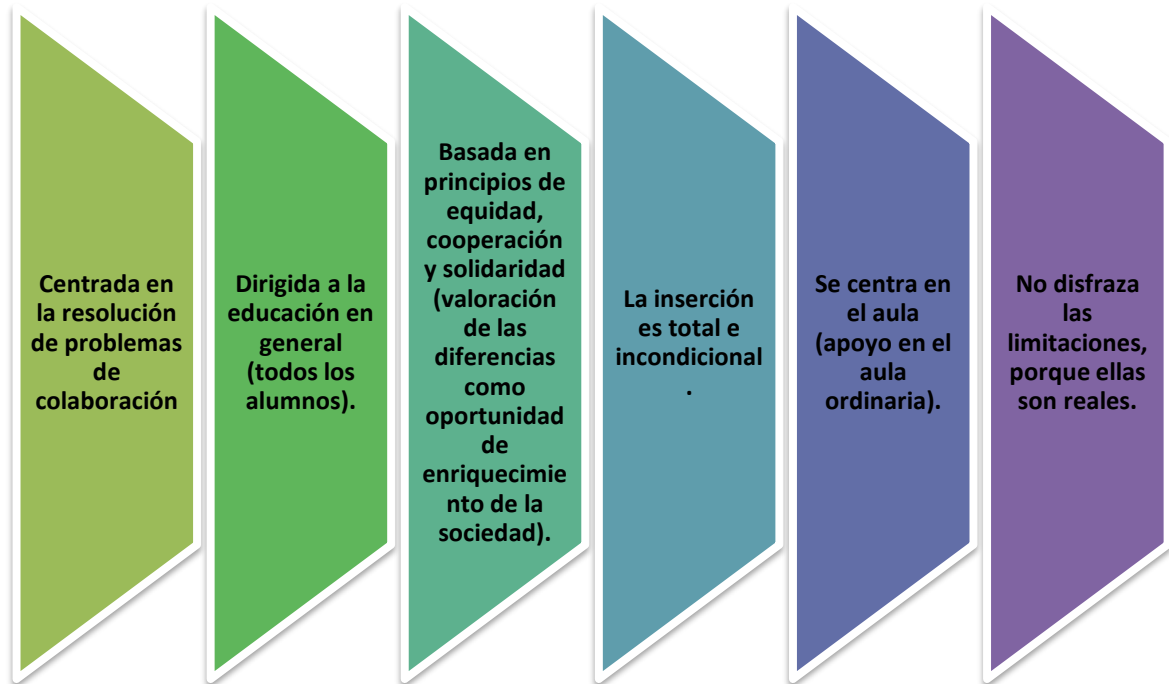 Centrada en
la resolución
de problemas
de
colaboración
Dirigida a la
educación en
general
(todos los
alumnos).
Basada en
principios de
equidad,
cooperación
y solidaridad
(valoración
de las
diferencias
como
oportunidad
de
enriquecimie
nto de la
sociedad).
La inserción
es total e
incondicional
.
Se centra en
el aula
(apoyo en el
aula
ordinaria).
No disfraza
las
limitaciones,
porque ellas
son reales.